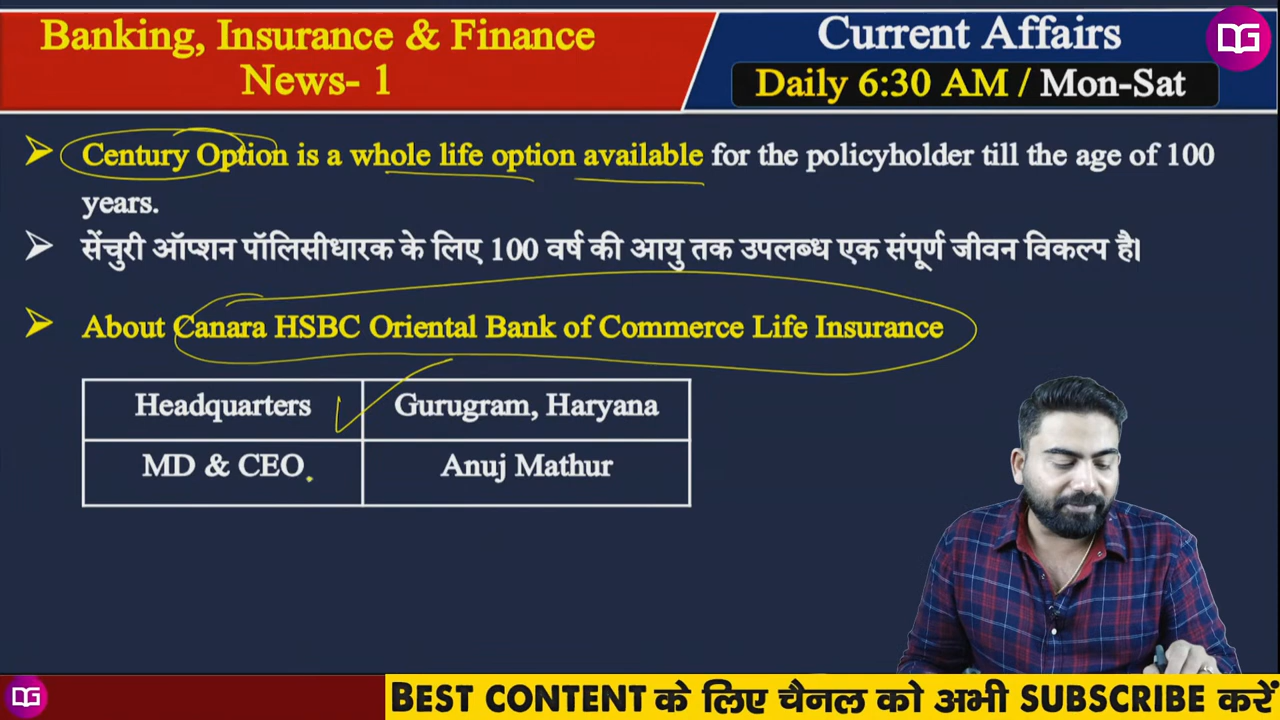 Banking, Insurance & Finance
News- 1
Current Affairs
Daily 6:30 AM / Mon-Sat
DG
Century Option is a whole life option available for the policyholder till the age of 100
years.
सेंचुरी ऑप्शन पॉलिसीधारक के लिए 100 वर्ष की आयु तक उपलब्ध एक संपूर्ण जीवन विकल्प है।
About Canara HSBC Oriental Bank of Commerce Life Insurance
Headquarters Gurugram, Haryana
MD & CEO Anuj Mathur
DG
BEST CONTENT के लिए चैनल को अभी SUBSCRIBE करें